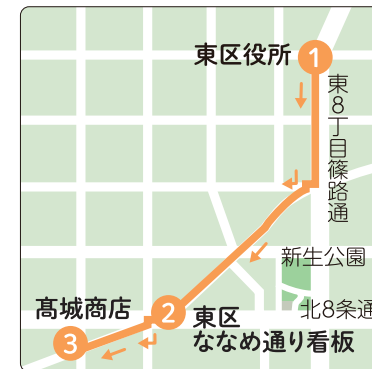 東区役所
1
東8丁目篠路通
新生公園
北8条通
髙城商店
2
東区
ななめ通り看板
3